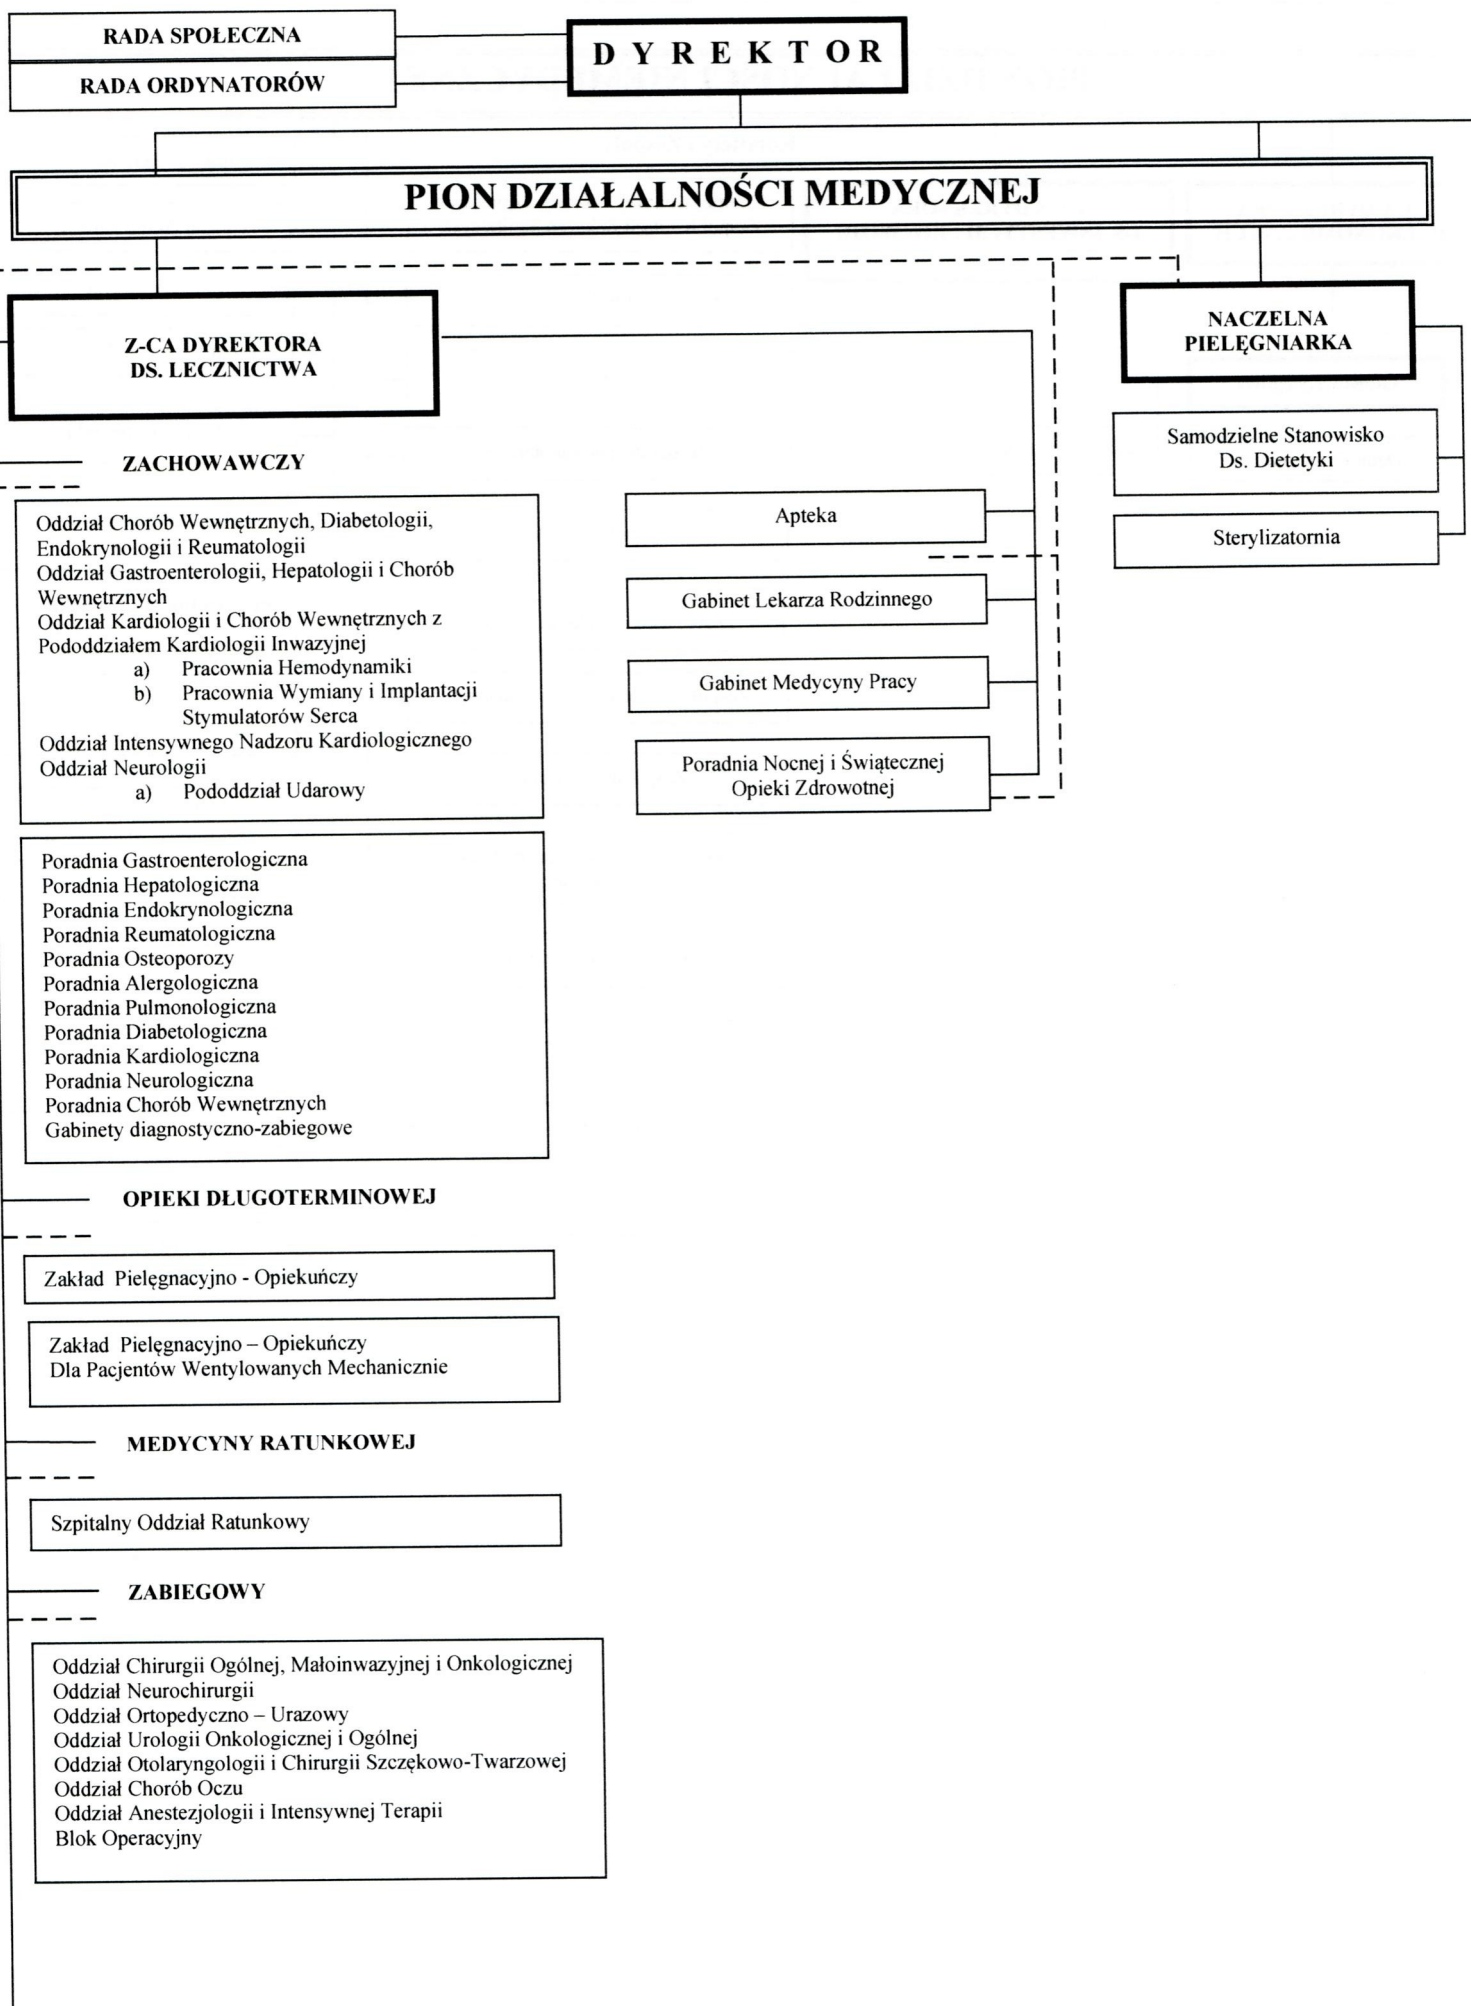 RADA SPOŁECZNA
RADA ORDYNATORÓW
D Y R E K T O R
PION DZIAŁALNOŚCI MEDYCZNEJ
Z-CA DYREKTORA
DS. LECZNICTWA
NACZELNA
PIELĘGNIARKA
Samodzielne Stanowisko
Ds. Dietetyki
Sterylizatornia
ZACHOWAWCZY
Oddział Chorób Wewnętrznych, Diabetologii,
Endokrynologii i Reumatologii
Oddział Gastroenterologii, Hepatologii i Chorób
Wewnętrznych
Oddział Kardiologii i Chorób Wewnętrznych z
Pododdziałem Kardiologii Inwazyjnej
a) Pracownia Hemodynamiki
b) Pracownia Wymiany i Implantacji
Stymulatorów Serca
Oddział Intensywnego Nadzoru Kardiologicznego
Oddział Neurologii
a) Pododdział Udarowy
Apteka
Gabinet Lekarza Rodzinnego
Gabinet Medycyny Pracy
Poradnia Nocnej i Świątecznej
Opieki Zdrowotnej
Poradnia Gastroenterologiczna
Poradnia Hepatologiczna
Poradnia Endokrynologiczna
Poradnia Reumatologiczna
Poradnia Osteoporozy
Poradnia Alergologiczna
Poradnia Pulmonologiczna
Poradnia Diabetologiczna
Poradnia Kardiologiczna
Poradnia Neurologiczna
Poradnia Chorób Wewnętrznych
Gabinety diagnostyczno-zabiegowe
OPIEKI DŁUGOTERMINOWEJ
Zakład Pielęgnacyjno - Opiekuńczy
Zakład Pielęgnacyjno – Opiekuńczy
Dla Pacjentów Wentylowanych Mechanicznie
MEDYCYNY RATUNKOWEJ
Szpitalny Oddział Ratunkowy
ZABIEGOWY
Oddział Chirurgii Ogólnej, Małoinwazyjnej i Onkologicznej
Oddział Neurochirurgii
Oddział Ortopedyczno – Urazowy
Oddział Urologii Onkologicznej i Ogólnej
Oddział Otolaryngologii i Chirurgii Szczękowo-Twarzowej
Oddział Chorób Oczu
Oddział Anestezjologii i Intensywnej Terapii
Blok Operacyjny